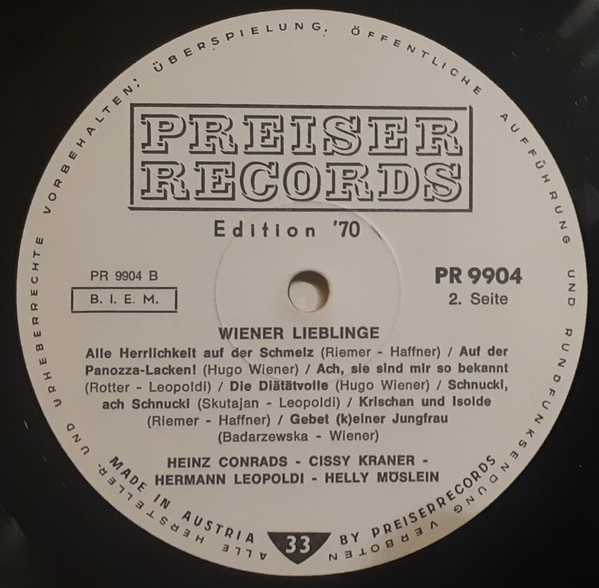 ALLE HERSTELLER- UND URHEBERRECHTE VORBEHALTEN; ÜBERSPIELUNG, ÖFFENTLICHE AUFFÜHRUNG UND RUNDFUNKSENDUNG VERBOTEN
PREISER
RECORDS
Edition '70
PR 9904 B
B. I. E. M.
PR 9904
2. Seite
WIENER LIEBLINGE
Alle Herrlichkeit auf der Schmelz (Riemer - Haffner) / Auf der
Panozza-Lacken! (Hugo Wiener) / Ach, sie sind mir so bekannt
(Rotter - Leopoldi) / Die Diätätvolle (Hugo Wiener) / Schnucki,
ach Schnucki (Skutajan - Leopoldi) / Krischan und Isolde
(Riemer - Haffner) / Gebet (k)einer Jungfrau
(Badarzewska - Wiener)
HEINZ CONRADS - CISSY KRANER -
HERMANN LEOPOLDI - HELLY MÖSLEIN
MADE IN AUSTRIA 33 BY PREISERRECORDS